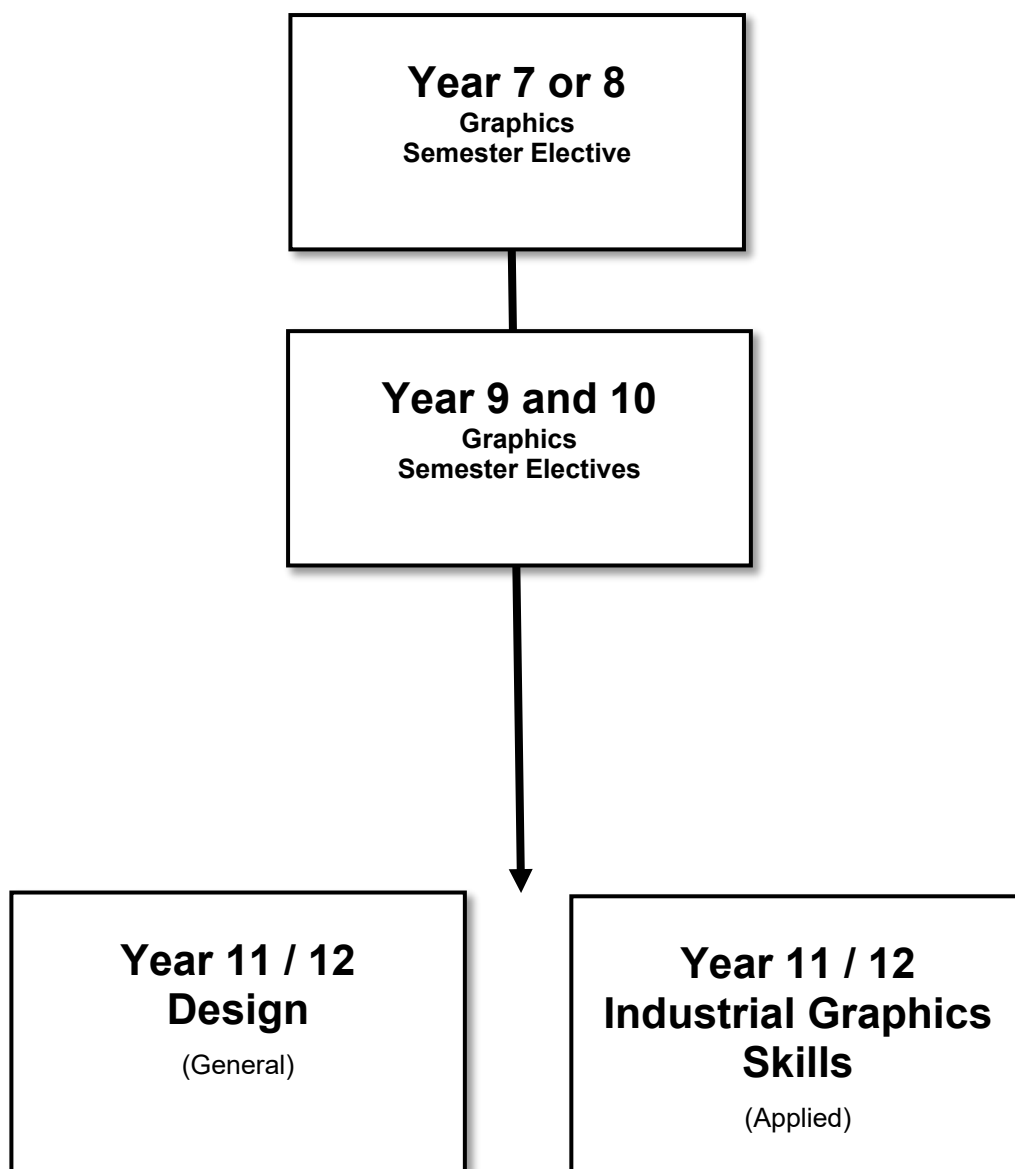 Year 7 or 8
Graphics
Semester Elective
Year 9 and 10
Graphics
Semester Electives
Year 11 / 12
Design
(General)
Year 11 / 12
Industrial Graphics
Skills
(Applied)